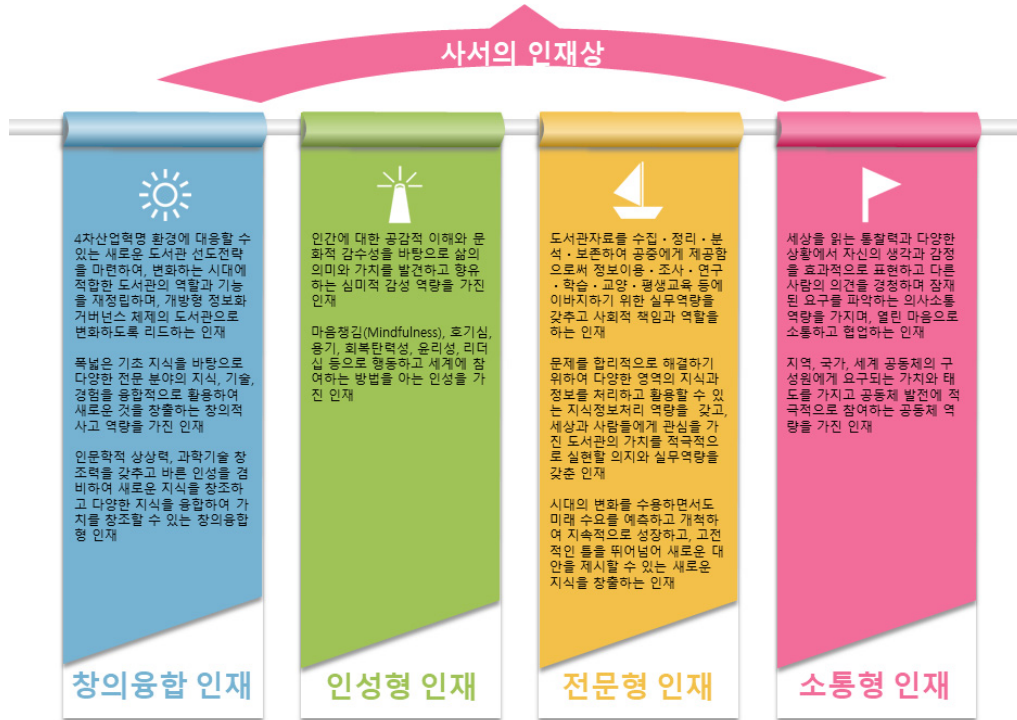 사서의 인재상
4차산업혁명 환경에 대응할 수
있는 새로운 도서관 선도전략
을 마련하여, 변화하는 시대에
적합한 도서관의 역할과 기능
을 재정립하며, 개방형 정보화
거버넌스 체제의 도서관으로
변화하도록 리드하는 인재
폭넓은 기초 지식을 바탕으로
다양한 전문 분야의 지식, 기술,
경험을 융합적으로 활용하여
새로운 것을 창출하는 창의적
사고 역량을 가진 인재
인문학적 상상력, 과학기술 창
조력을 갖추고 바른 인성을 겸
비하여 새로운 지식을 창조하
고 다양한 지식을 융합하여 가
치를 창조할 수 있는 창의융합
형 인재
창의융합 인재
인간에 대한 공감적 이해와 문
화적 감수성을 바탕으로 삶의
의미와 가치를 발견하고 향유
하는 심미적 감성 역량을 가진
인재
마음챙김(Mindfulness), 호기심,
용기, 회복탄력성, 윤리성, 리더
십 등으로 행동하고 세계에 참
여하는 방법을 아는 인성을 가
진 인재
인성형 인재
도서관자료를 수집・정리・분
석・보존하여 공중에게 제공함
으로써 정보이용・조사・연구
・학습・교양・평생교육 등에
이바지하기 위한 실무역량을
갖추고 사회적 책임과 역할을
하는 인재
문제를 합리적으로 해결하기
위하여 다양한 영역의 지식과
정보를 처리하고 활용할 수 있
는 지식정보처리 역량을 갖고,
세상과 사람들에게 관심을 가
진 도서관의 가치를 적극적으
로 실현할 의지와 실무역량을
갖춘 인재
시대의 변화를 수용하면서도
미래 수요를 예측하고 개척하
여 지속적으로 성장하고, 고전
적인 틀을 뛰어넘어 새로운 대
안을 제시할 수 있는 새로운
지식을 창출하는 인재
전문형 인재
세상을 읽는 통찰력과 다양한
상황에서 자신의 생각과 감정
을 효과적으로 표현하고 다른
사람의 의견을 경청하며 잠재
된 요구를 파악하는 의사소통
역량을 가지며, 열린 마음으로
소통하고 협업하는 인재
지역, 국가, 세계 공동체의 구
성원에게 요구되는 가치와 태
도를 가지고 공동체 발전에 적
극적으로 참여하는 공동체 역
량을 가진 인재
소통형 인재